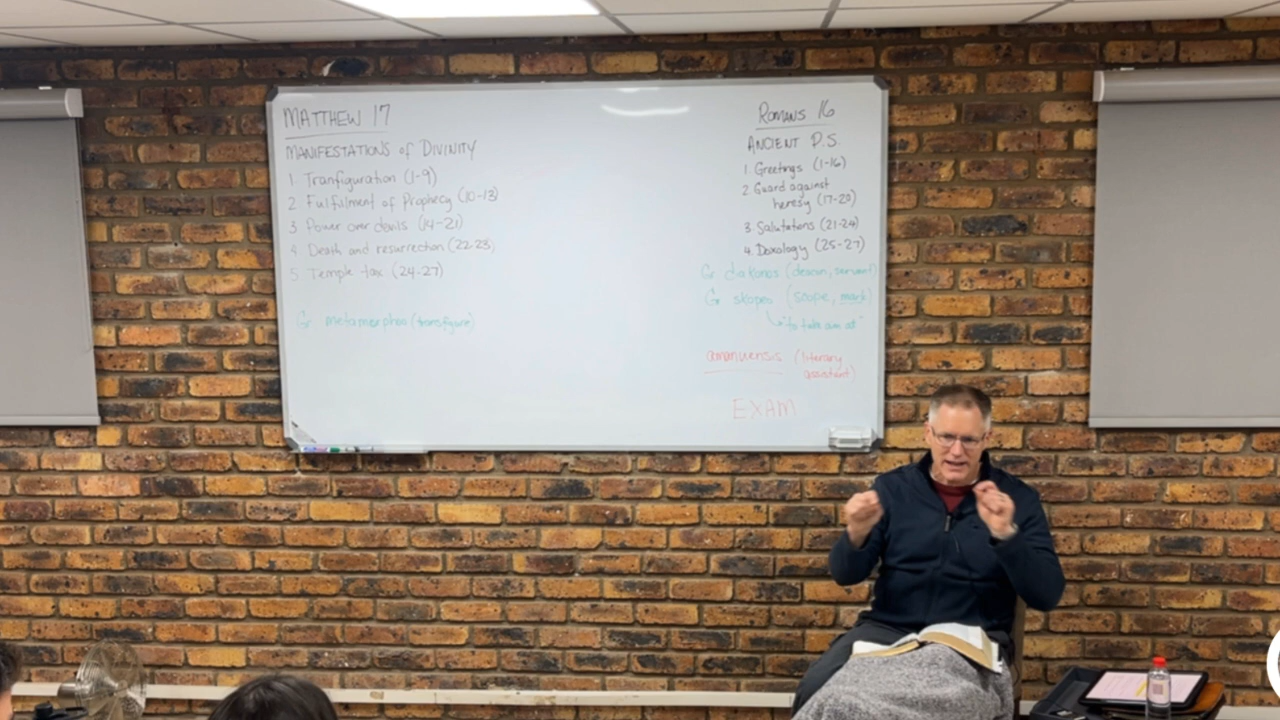 MATTHEW 17
MANIFESTATIONS of DIVINITY
1 Tranfiguration (1-9)
2 Fulfilment of Prophecy (10-13)
3 Power over devils (14-21)
4 Death and resurrection (22-23)
5 Temple tax (24-27)
Gr metamorphoo (transfigure)
ROMANS 16
ANCIENT P.S.
1. Greetings (1-16)
2. Guard against
heresy (17-20)
3. Salutations (21-24)
4. Doxology (25-27)
Gr diakonos (deacon, servant)
Gr skopeo (scope, mark)
"to take aim at"
amanuensis (literary
assistant)
EXAM